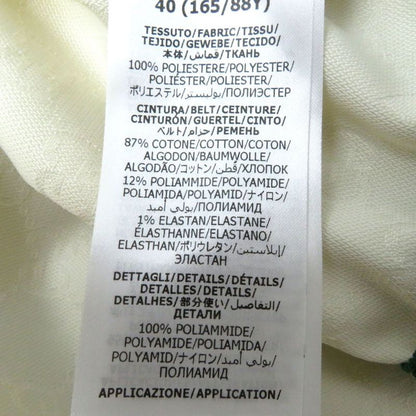 40 (165/88Y)
TESSUTO/FABRIC/TISSU/
TEJIDO/GEWEBE/TECIDO/
本体/قماش/ТКАНЬ
100% POLIESTERE/POLYESTER/
POLIÉSTER/POLIESTER/
ポリエステル/بوليستر/ПОЛИЭСТЕР
CINTURA/BELT/CEINTURE/
CINTURÓN/GUERTEL/CINTO/
ベルト/حزام/РЕМЕНЬ
87% COTONE/COTTON/COTON/
ALGODON/BAUMWOLLE/
ALGODÃO/コットン/قطن/ХЛОПОК
12% POLIAMMIDE/POLYAMIDE/
POLIAMIDA/POLYAMID/ナイロン/
بولي أميد/ПОЛИАМИД
1% ELASTAN/ELASTANE/
ÉLASTHANNE/ELASTANO/
ELASTHAN/ポリウレタン/إيلاستين/
ЭЛАСТАН
DETTAGLI/DETAILS/DÉTAILS/
DETALLES/DETAILS/
DETALHES/部分使い/التفاصيل/
ДЕТАЛИ
100% POLIAMMIDE/
POLYAMIDE/POLIAMIDA/
POLYAMID/ナイロン/بولي أميد/
ПОЛИАМИД
APPLICAZIONE/APPLICATION/